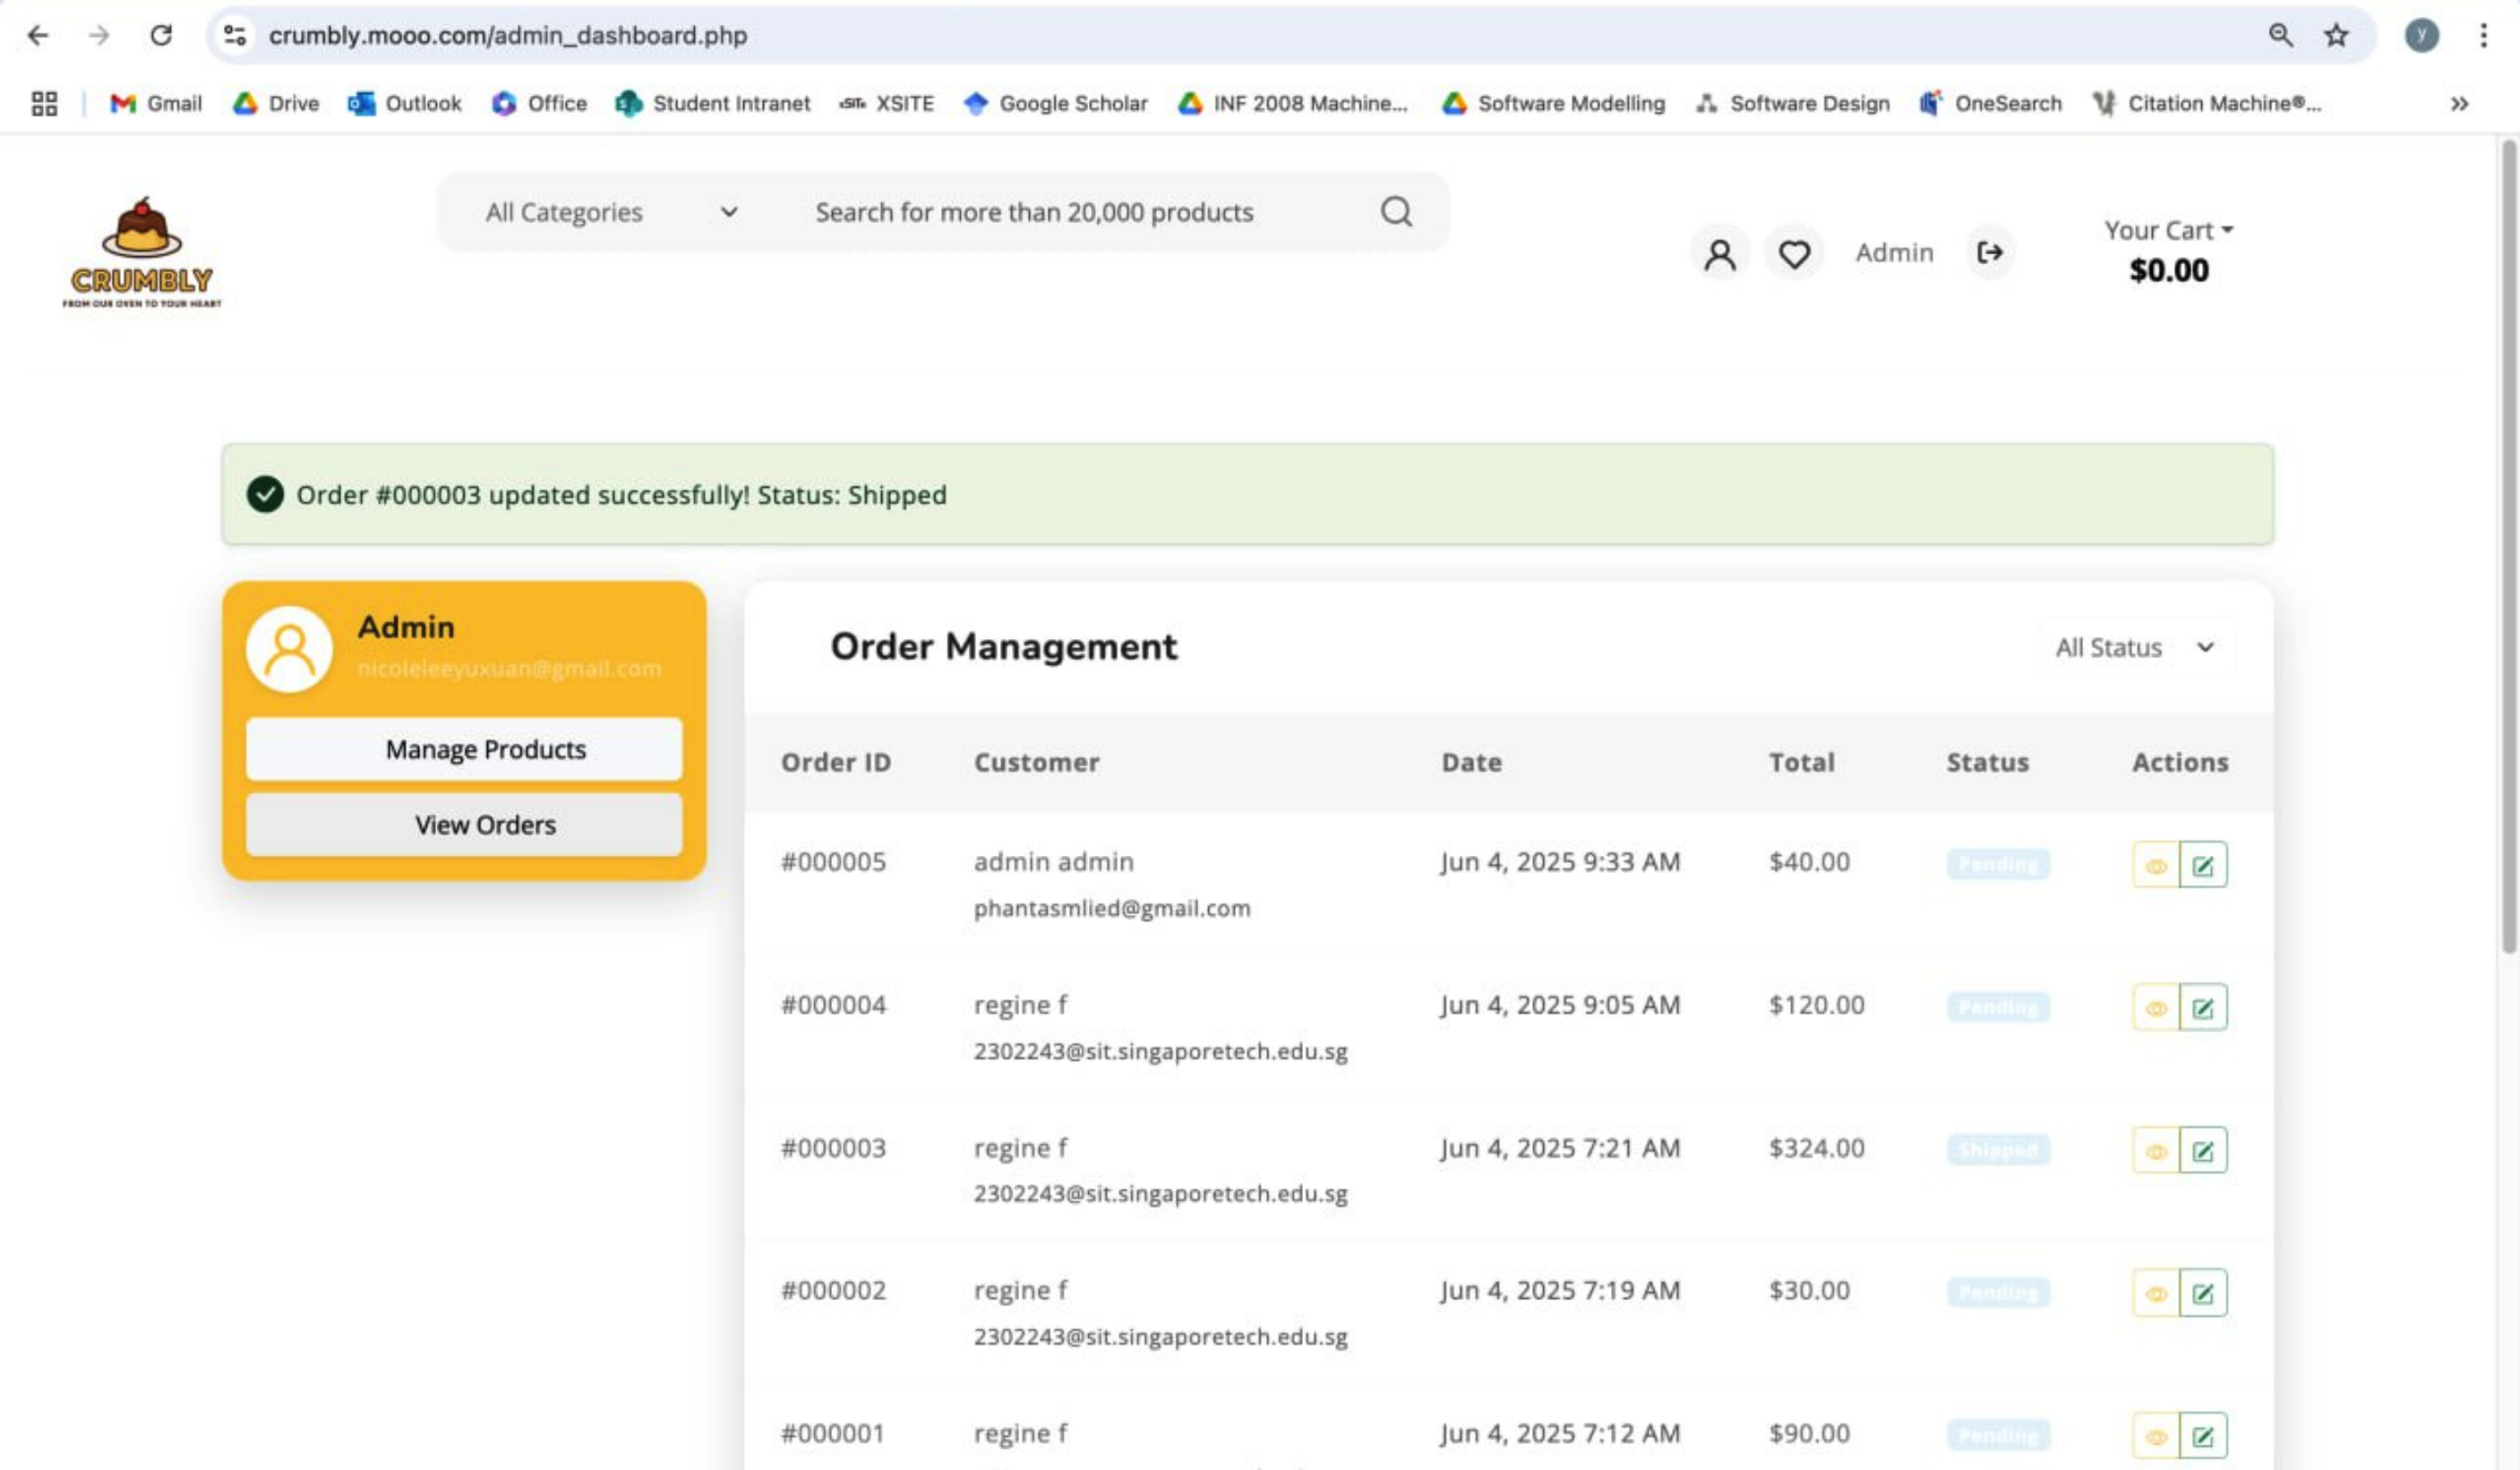 crumbly.mooo.com/admin_dashboard.php
y
Gmail Drive Outlook Office Student Intranet XSITE Google Scholar INF 2008 Machine... Software Modelling Software Design OneSearch Citation Machine®...
CRUMBLY
FROM OUR OVEN TO YOUR HEART
All Categories
Search for more than 20,000 products
Admin
Your Cart
$0.00
Order #000003 updated successfully! Status: Shipped
Admin
nicoleleeyuxuan@gmail.com
Manage Products
View Orders
Order Management
All Status
Order ID Customer Date Total Status Actions
#000005 admin admin Jun 4, 2025 9:33 AM $40.00 Pending
phantasmlied@gmail.com
#000004 regine f Jun 4, 2025 9:05 AM $120.00 Pending
2302243@sit.singaporetech.edu.sg
#000003 regine f Jun 4, 2025 7:21 AM $324.00 Shipped
2302243@sit.singaporetech.edu.sg
#000002 regine f Jun 4, 2025 7:19 AM $30.00 Pending
2302243@sit.singaporetech.edu.sg
#000001 regine f Jun 4, 2025 7:12 AM $90.00 Pending